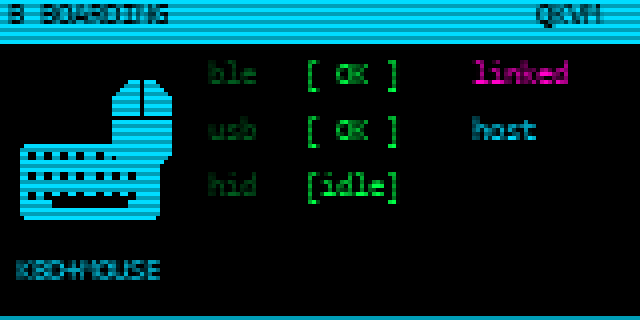 B BOARDING QKVM
ble [ OK ] linked
usb [ OK ] host
hid [idle]
KBD+MOUSE